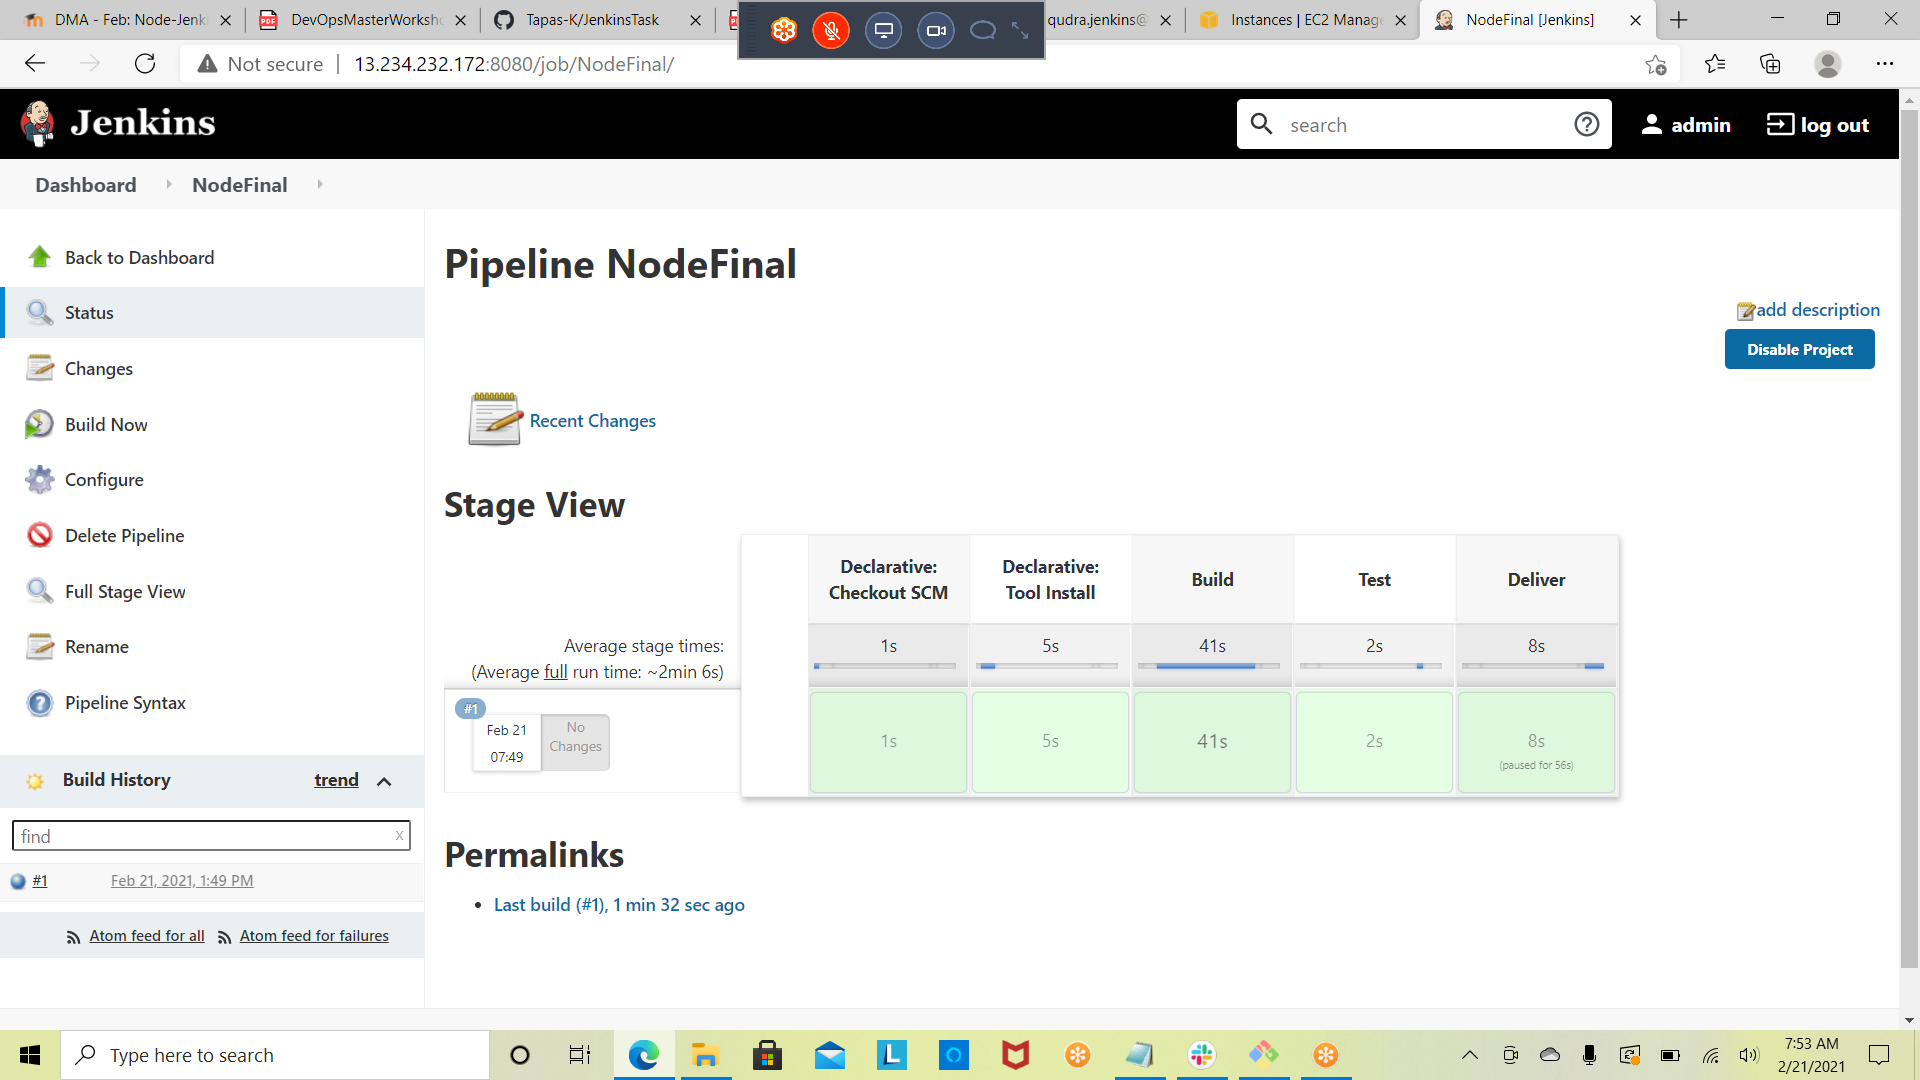 DMA - Feb: Node-Jenk
DevOpsMasterWorksho
Tapas-K/JenkinsTask
qudra.jenkins@
Instances | EC2 Manage
NodeFinal [Jenkins]
Not secure
13.234.232.172:8080/job/NodeFinal/
Jenkins
search
admin
log out
Dashboard
NodeFinal
Back to Dashboard
Status
Changes
Build Now
Configure
Delete Pipeline
Full Stage View
Rename
Pipeline Syntax
Build History
trend
find
x
#1
Feb 21, 2021, 1:49 PM
Atom feed for all
Atom feed for failures
Pipeline NodeFinal
add description
Disable Project
Recent Changes
Stage View
Declarative:
Checkout SCM
Declarative:
Tool Install
Build
Test
Deliver
Average stage times:
(Average full run time: ~2min 6s)
1s
5s
41s
2s
8s
#1
Feb 21
07:49
No
Changes
1s
5s
41s
2s
8s
(paused for 56s)
Permalinks
Last build (#1), 1 min 32 sec ago
Type here to search
7:53 AM
2/21/2021